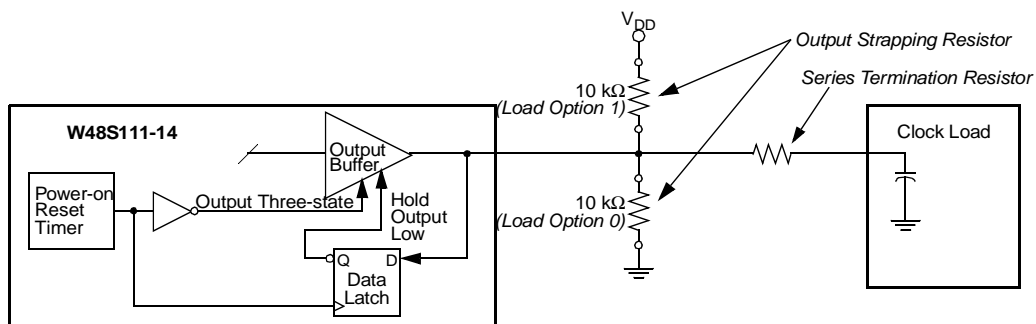 VDD
Output Strapping Resistor
Series Termination Resistor
10 kΩ
(Load Option 1)
W48S111-14
Clock Load
Output
Buffer
Power-on
Reset
Timer
Output Three-state
Hold
Output
Low
10 kΩ
(Load Option 0)
Q
D
Data
Latch